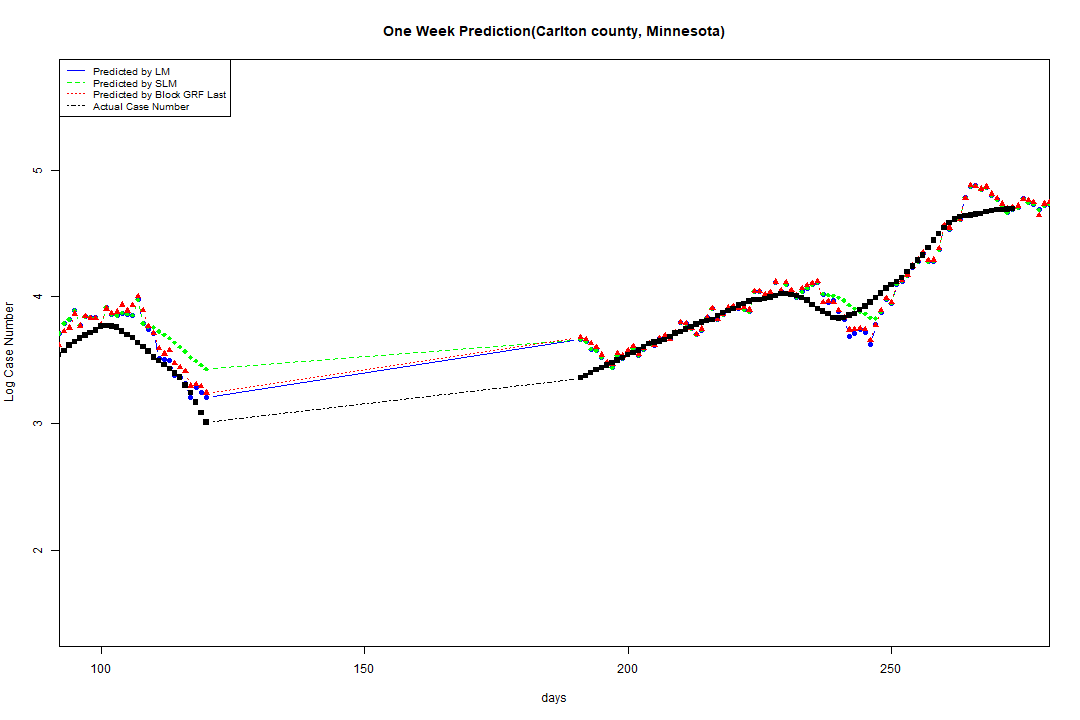 One Week Prediction(Carlton county, Minnesota)
Predicted by LM
Predicted by SLM
Predicted by Block GRF Last
Actual Case Number
Log Case Number
5
4
3
2
100
150
200
250
days